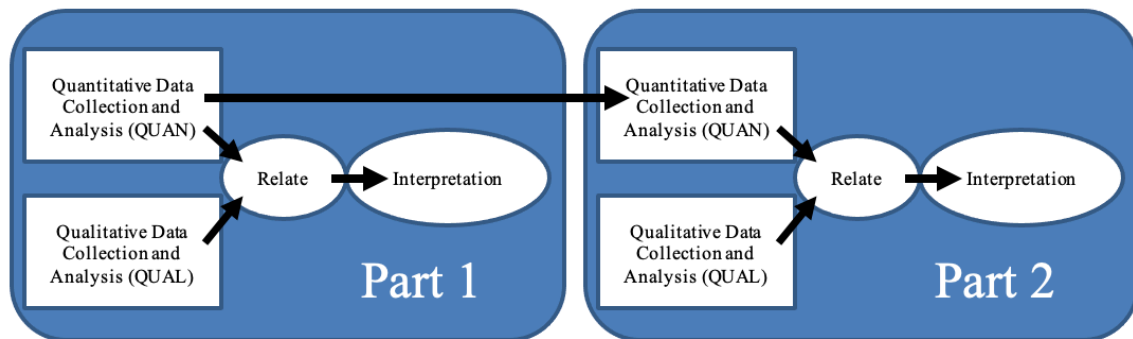 Quantitative Data
Collection and
Analysis (QUAN)
Relate
Interpretation
Qualitative Data
Collection and
Analysis (QUAL)
Part 1
Quantitative Data
Collection and
Analysis (QUAN)
Relate
Interpretation
Qualitative Data
Collection and
Analysis (QUAL)
Part 2